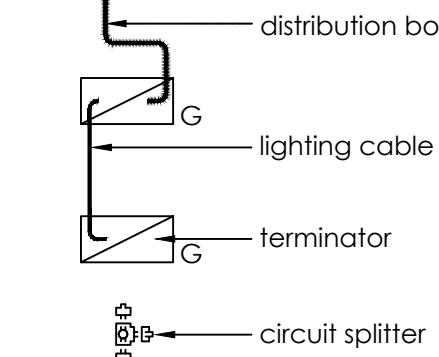 distribution bo
G
lighting cable
terminator
G
circuit splitter